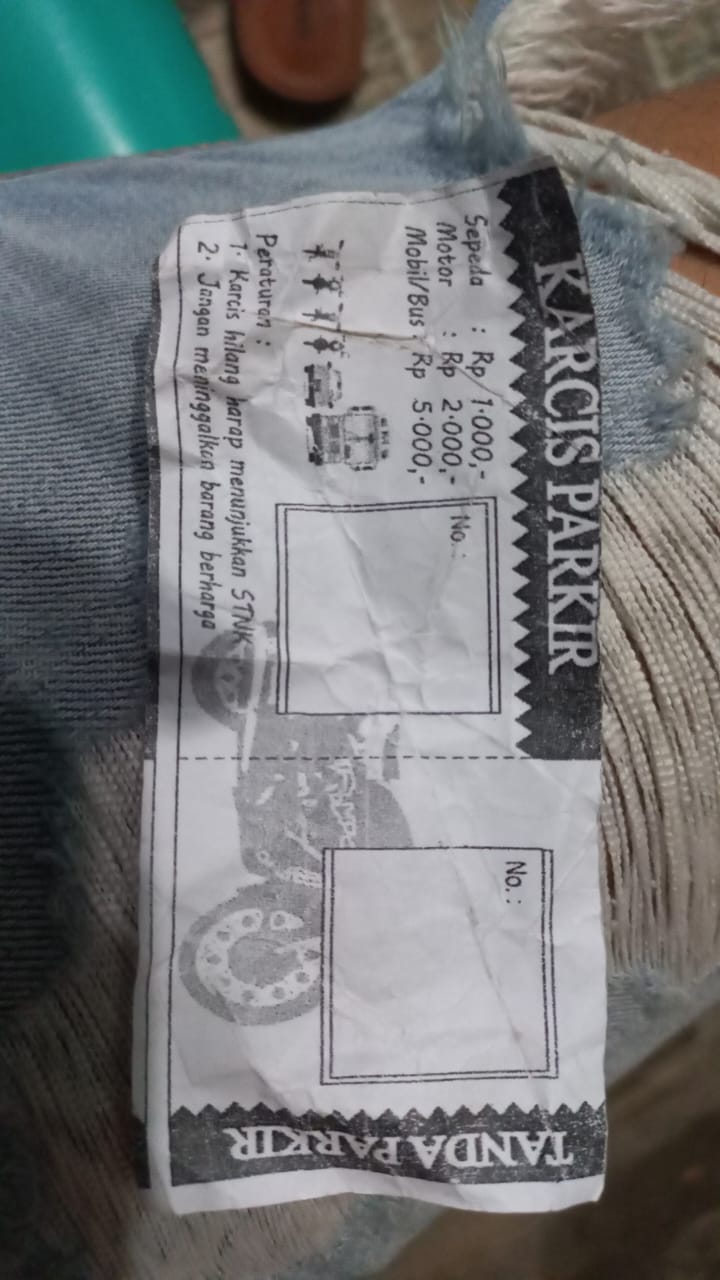 KARCIS PARKIR
Sepeda : Rp 1.000,-
Motor : Rp 2.000,-
Mobil/Bus : Rp 5.000,-
No. :
Peraturan :
1. Karcis hilang harap menunjukkan STNK
2. Jangan meninggalkan barang berharga
No. :
TANDA PARKIR